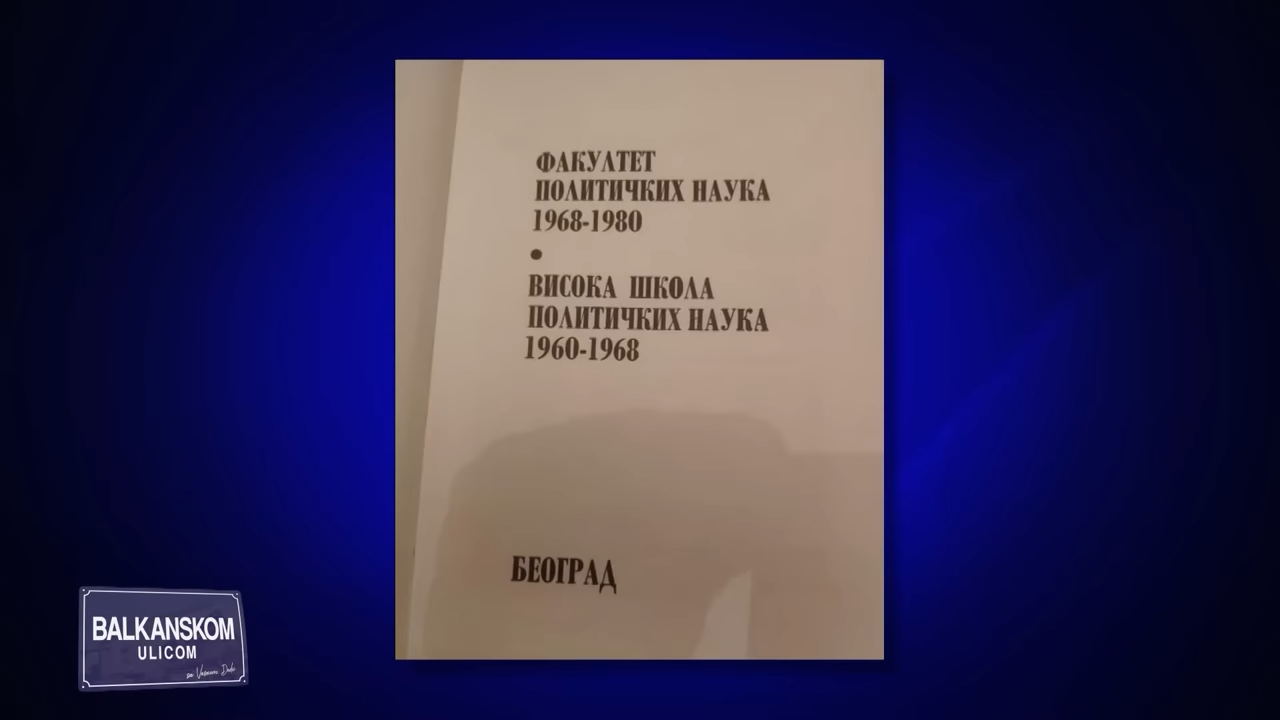 ФАКУЛТЕТ
ПОЛИТИЧКИХ НАУКА
1968-1980
•
ВИСОКА ШКОЛА
ПОЛИТИЧКИХ НАУКА
1960-1968
БЕОГРАД
BALKANSKOM
ULICOM